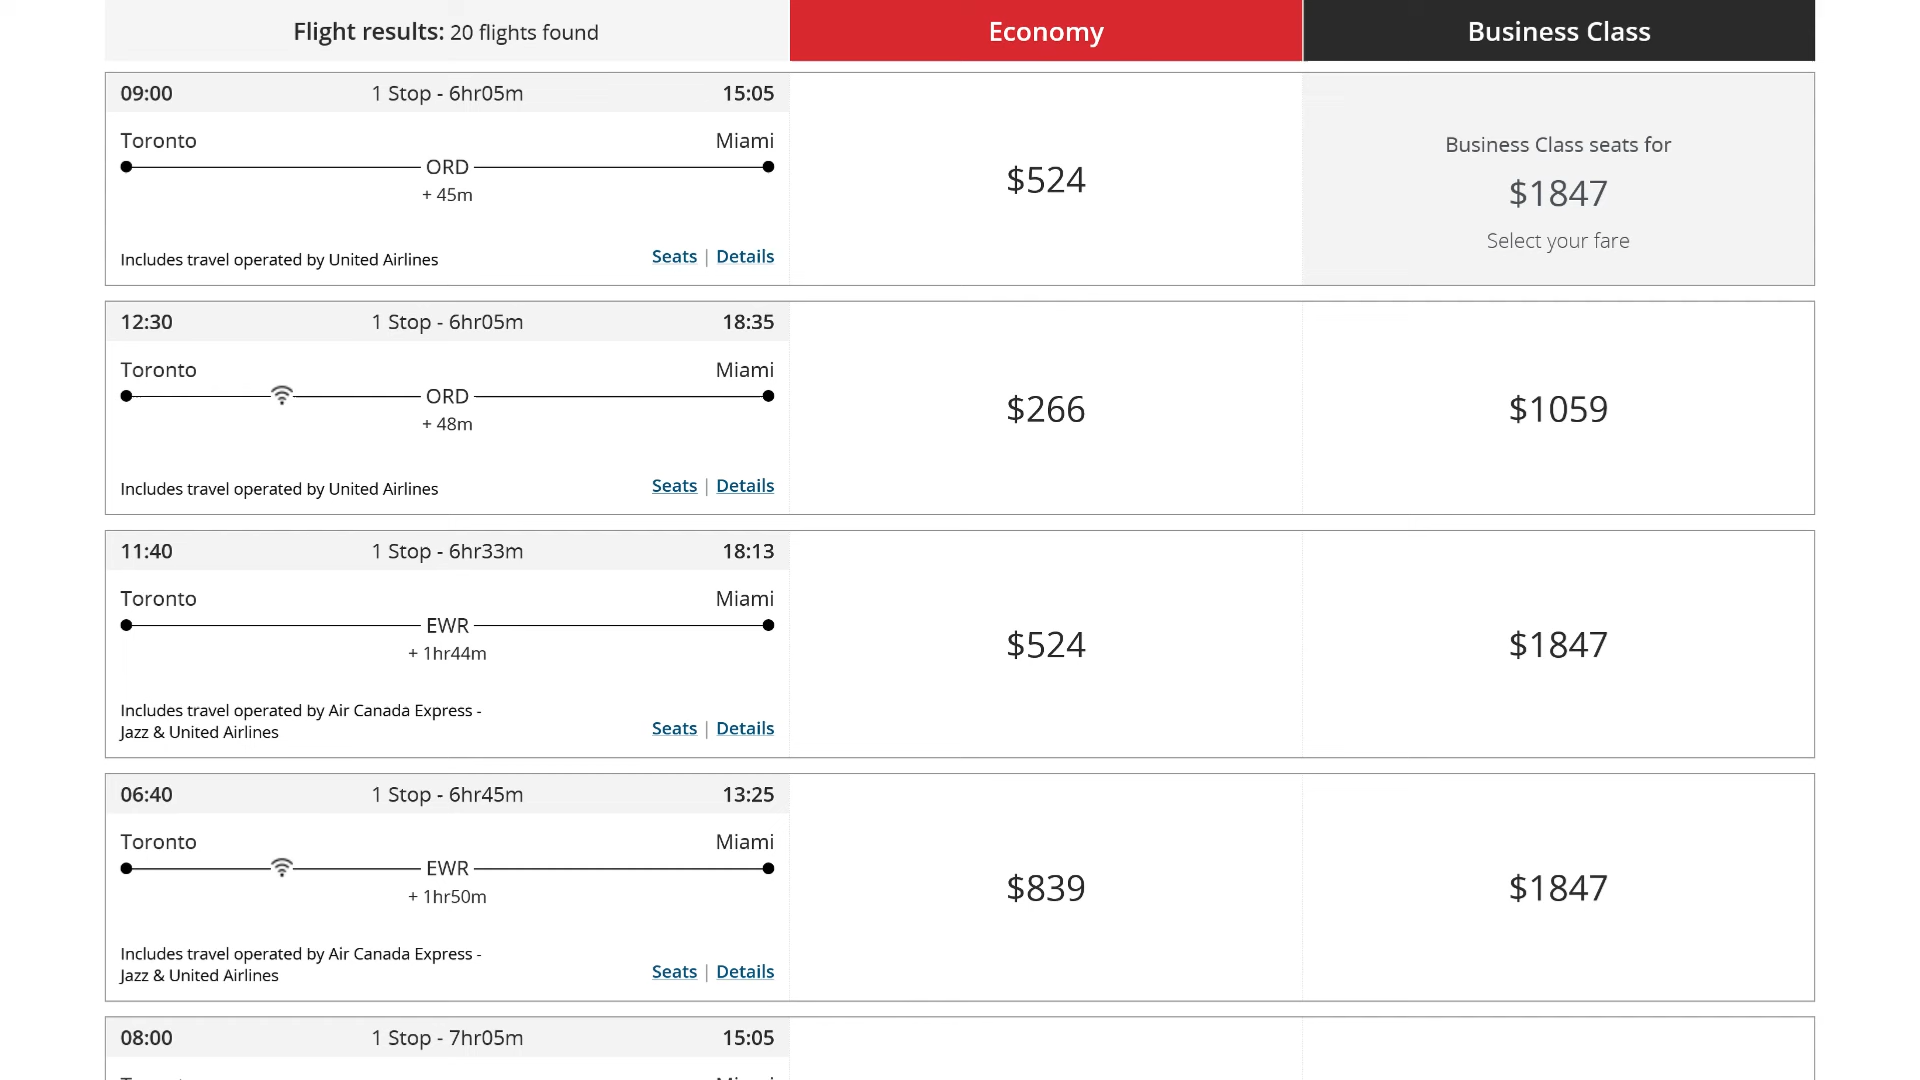 Flight results: 20 flights found
Economy
Business Class
09:00 1 Stop - 6hr05m 15:05
Toronto Miami
ORD
+ 45m
Includes travel operated by United Airlines
Seats | Details
$524
Business Class seats for
$1847
Select your fare
12:30 1 Stop - 6hr05m 18:35
Toronto Miami
ORD
+ 48m
Includes travel operated by United Airlines
Seats | Details
$266
$1059
11:40 1 Stop - 6hr33m 18:13
Toronto Miami
EWR
+ 1hr44m
Includes travel operated by Air Canada Express -
Jazz & United Airlines
Seats | Details
$524
$1847
06:40 1 Stop - 6hr45m 13:25
Toronto Miami
EWR
+ 1hr50m
Includes travel operated by Air Canada Express -
Jazz & United Airlines
Seats | Details
$839
$1847
08:00 1 Stop - 7hr05m 15:05